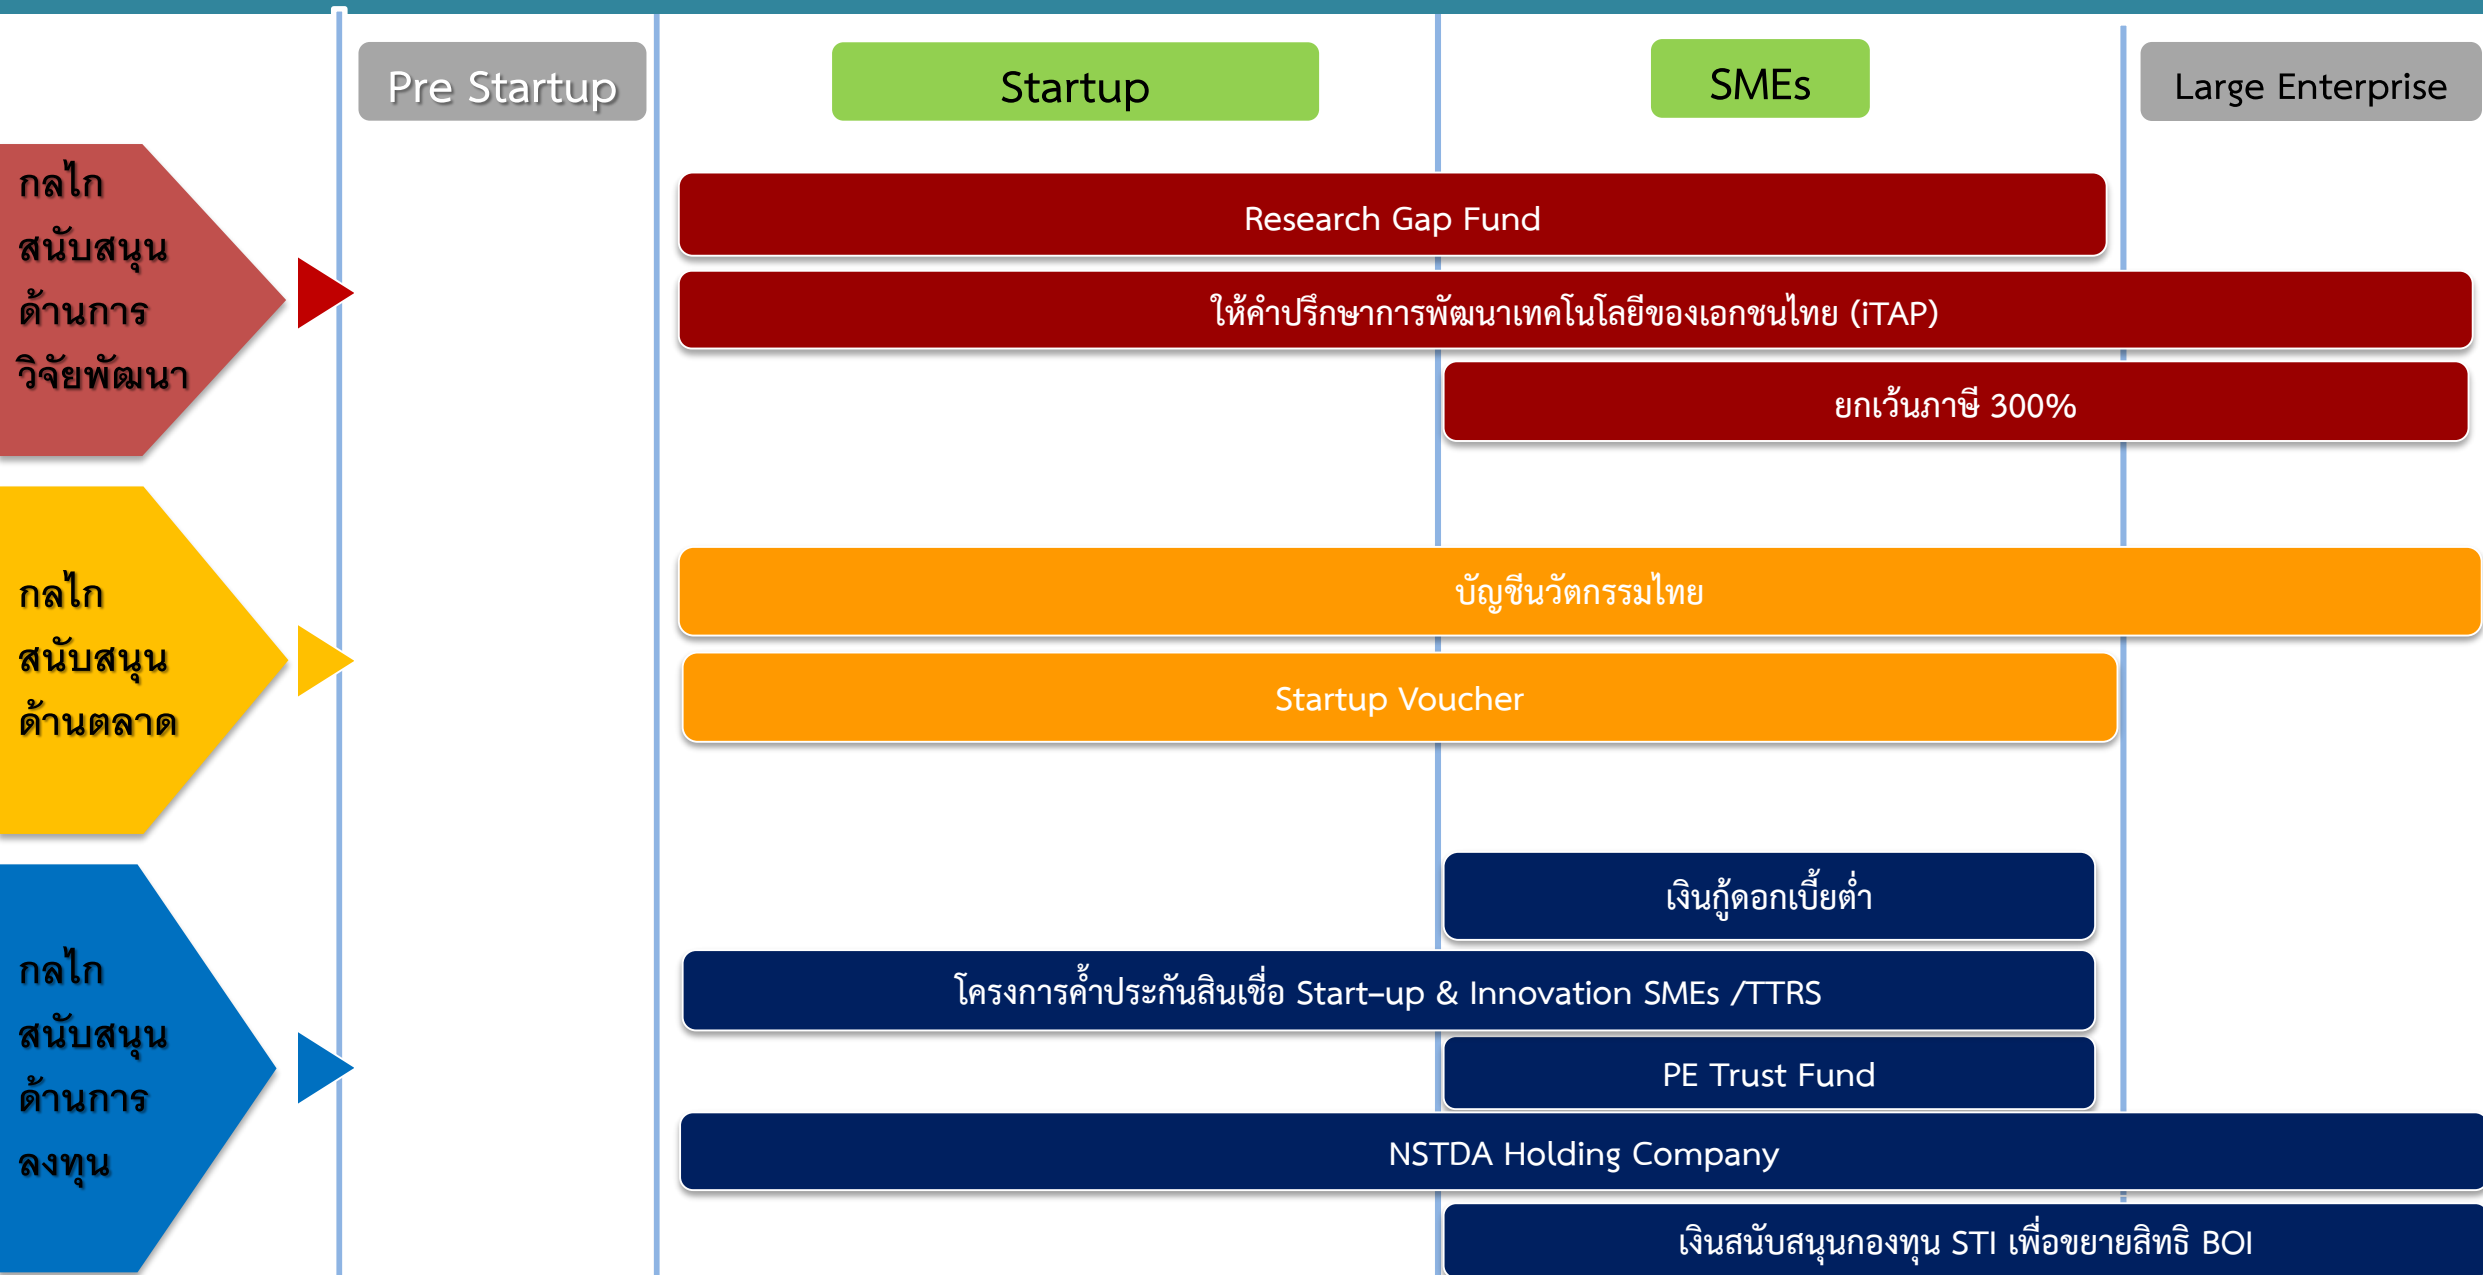 Pre Startup
Startup
SMEs
Large Enterprise
กลไก
สนับสนุน
ด้านการ
วิจัยพัฒนา
Research Gap Fund
ให้คำปรึกษาการพัฒนาเทคโนโลยีของเอกชนไทย (iTAP)
ยกเว้นภาษี 300%
กลไก
สนับสนุน
ด้านตลาด
บัญชีนวัตกรรมไทย
Startup Voucher
กลไก
สนับสนุน
ด้านการ
ลงทุน
เงินกู้ดอกเบี้ยต่ำ
โครงการค้ำประกันสินเชื่อ Start–up & Innovation SMEs /TTRS
PE Trust Fund
NSTDA Holding Company
เงินสนับสนุนกองทุน STI เพื่อขยายสิทธิ BOI